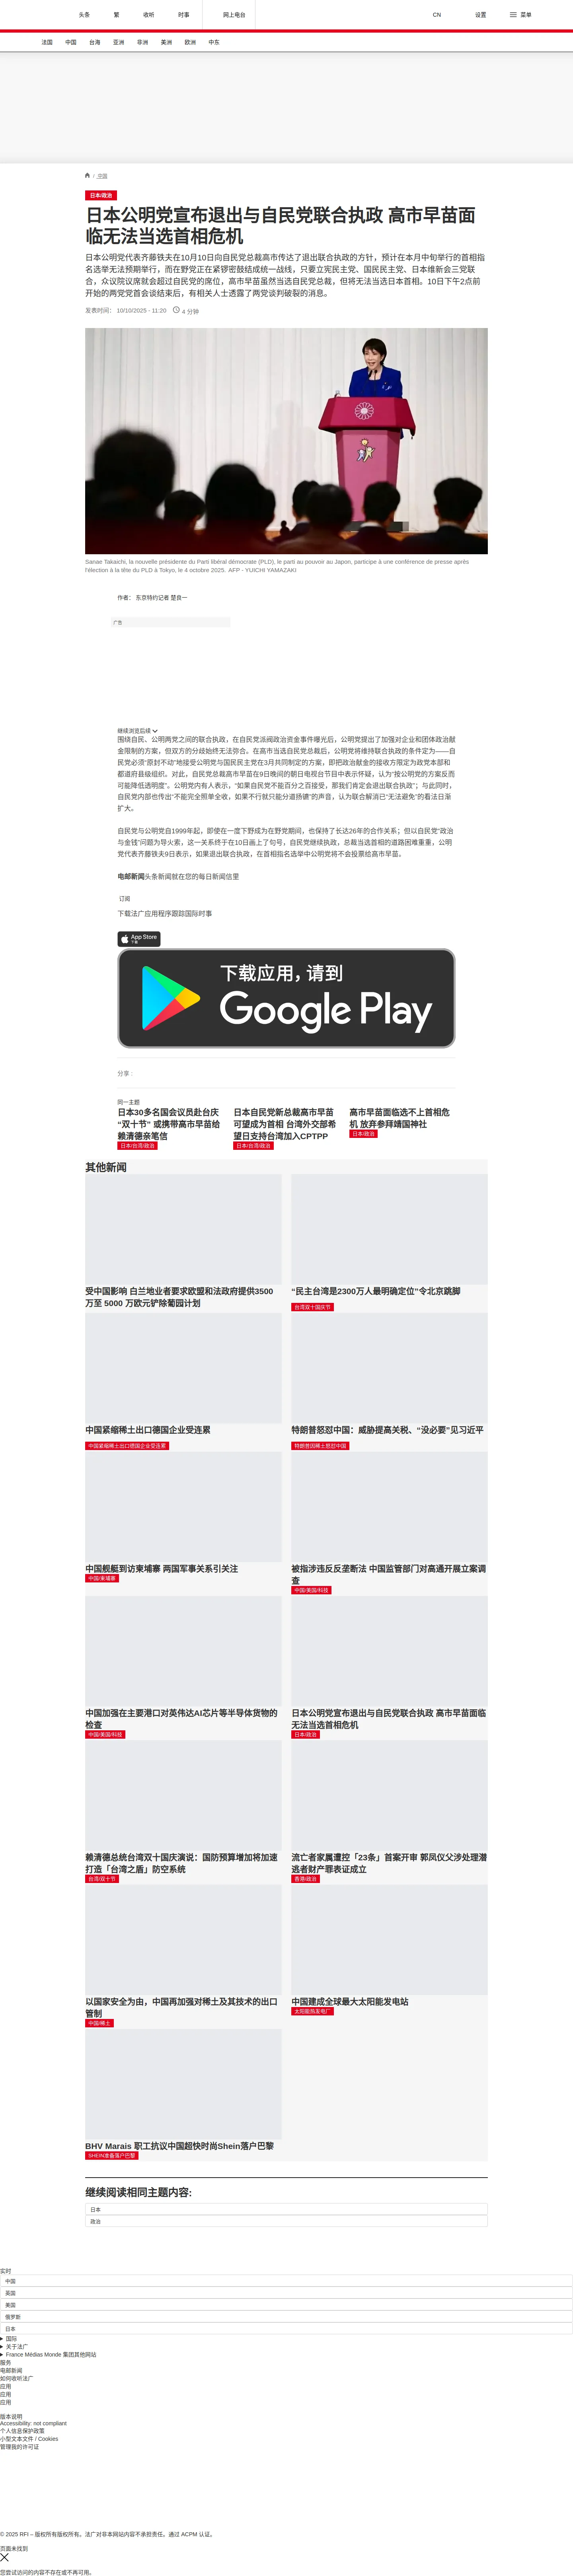 头条
繁
收听
时事
网上电台
CN
设置
菜单
法国
中国
台海
亚洲
非洲
美洲
欧洲
中东
/ 中国
日本/政治
日本公明党宣布退出与自民党联合执政 高市早苗面
临无法当选首相危机
日本公明党代表齐藤铁夫在10月10日向自民党总裁高市传达了退出联合执政的方针，预计在本月中旬举行的首相指
名选举无法预期举行，而在野党正在紧锣密鼓结成统一战线，只要立宪民主党、国民民主党、日本维新会三党联
合，众议院议席就会超过自民党的席位，高市早苗虽然当选自民党总裁，但将无法当选日本首相。10日下午2点前
开始的两党党首会谈结束后，有相关人士透露了两党谈判破裂的消息。
发表时间： 10/10/2025 - 11:20
4 分钟
Sanae Takaichi, la nouvelle présidente du Parti libéral démocrate (PLD), le parti au pouvoir au Japon, participe à une conférence de presse après
l'élection à la tête du PLD à Tokyo, le 4 octobre 2025. AFP - YUICHI YAMAZAKI
作者： 东京特约记者 楚良一
广告
继续浏览后续
围绕自民、公明两党之间的联合执政，在自民党派阀政治资金事件曝光后，公明党提出了加强对企业和团体政治献
金限制的方案，但双方的分歧始终无法弥合。在高市当选自民党总裁后，公明党将维持联合执政的条件定为——自
民党必须“原封不动”地接受公明党与国民民主党在3月共同制定的方案，即把政治献金的接收方限定为政党本部和
都道府县级组织。对此，自民党总裁高市早苗在9日晚间的朝日电视台节目中表示怀疑，认为“按公明党的方案反而
可能降低透明度”。公明党内有人表示，“如果自民党不能百分之百接受，那我们肯定会退出联合执政”；与此同时，
自民党内部也传出“不能完全照单全收，如果不行就只能分道扬镳”的声音，认为联合解消已“无法避免”的看法日渐
扩大。
自民党与公明党自1999年起，即使在一度下野成为在野党期间，也保持了长达26年的合作关系；但以自民党“政治
与金钱”问题为导火索，这一关系终于在10日画上了句号，自民党继续执政，总裁当选首相的道路困难重重，公明
党代表齐藤铁夫9日表示，如果退出联合执政，在首相指名选举中公明党将不会投票给高市早苗。
电邮新闻头条新闻就在您的每日新闻信里
订阅
下载法广应用程序跟踪国际时事
App Store
下载
下载应用，请到
Google Play
分享 :
同一主题
日本30多名国会议员赴台庆
“双十节” 或携带高市早苗给
赖清德亲笔信
日本/台湾/政治
日本自民党新总裁高市早苗
可望成为首相 台湾外交部希
望日支持台湾加入CPTPP
日本/台湾/政治
高市早苗面临选不上首相危
机 放弃参拜靖国神社
日本/政治
其他新闻
受中国影响 白兰地业者要求欧盟和法政府提供3500
万至 5000 万欧元铲除葡园计划
“民主台湾是2300万人最明确定位”令北京跳脚
台湾双十国庆节
中国紧缩稀土出口德国企业受连累
中国紧缩稀土出口德国企业受连累
特朗普怒怼中国：威胁提高关税、“没必要”见习近平
特朗普因稀土怒怼中国
中国舰艇到访柬埔寨 两国军事关系引关注
中国/柬埔寨
被指涉违反反垄断法 中国监管部门对高通开展立案调
查
中国/美国/科技
中国加强在主要港口对英伟达AI芯片等半导体货物的
检查
中国/美国/科技
日本公明党宣布退出与自民党联合执政 高市早苗面临
无法当选首相危机
日本/政治
赖清德总统台湾双十国庆演说：国防预算增加将加速
打造「台湾之盾」防空系统
台湾/双十节
流亡者家属遭控「23条」首案开审 郭凤仪父涉处理潜
逃者财产罪表证成立
香港/政治
以国家安全为由，中国再加强对稀土及其技术的出口
管制
中国/稀土
中国建成全球最大太阳能发电站
太阳能热发电厂
BHV Marais 职工抗议中国超快时尚Shein落户巴黎
SHEIN准备落户巴黎
继续阅读相同主题内容:
日本
政治
实时
中国
英国
美国
俄罗斯
日本
国际
关于法广
France Médias Monde 集团其他网站
服务
电邮新闻
如何收听法广
应用
应用
应用
版本说明
Accessibility: not compliant
个人信息保护政策
小型文本文件 / Cookies
管理我的许可证
© 2025 RFI – 版权所有版权所有。法广对非本网站内容不承担责任。通过 ACPM 认证。
页面未找到
您尝试访问的内容不存在或不再可用。